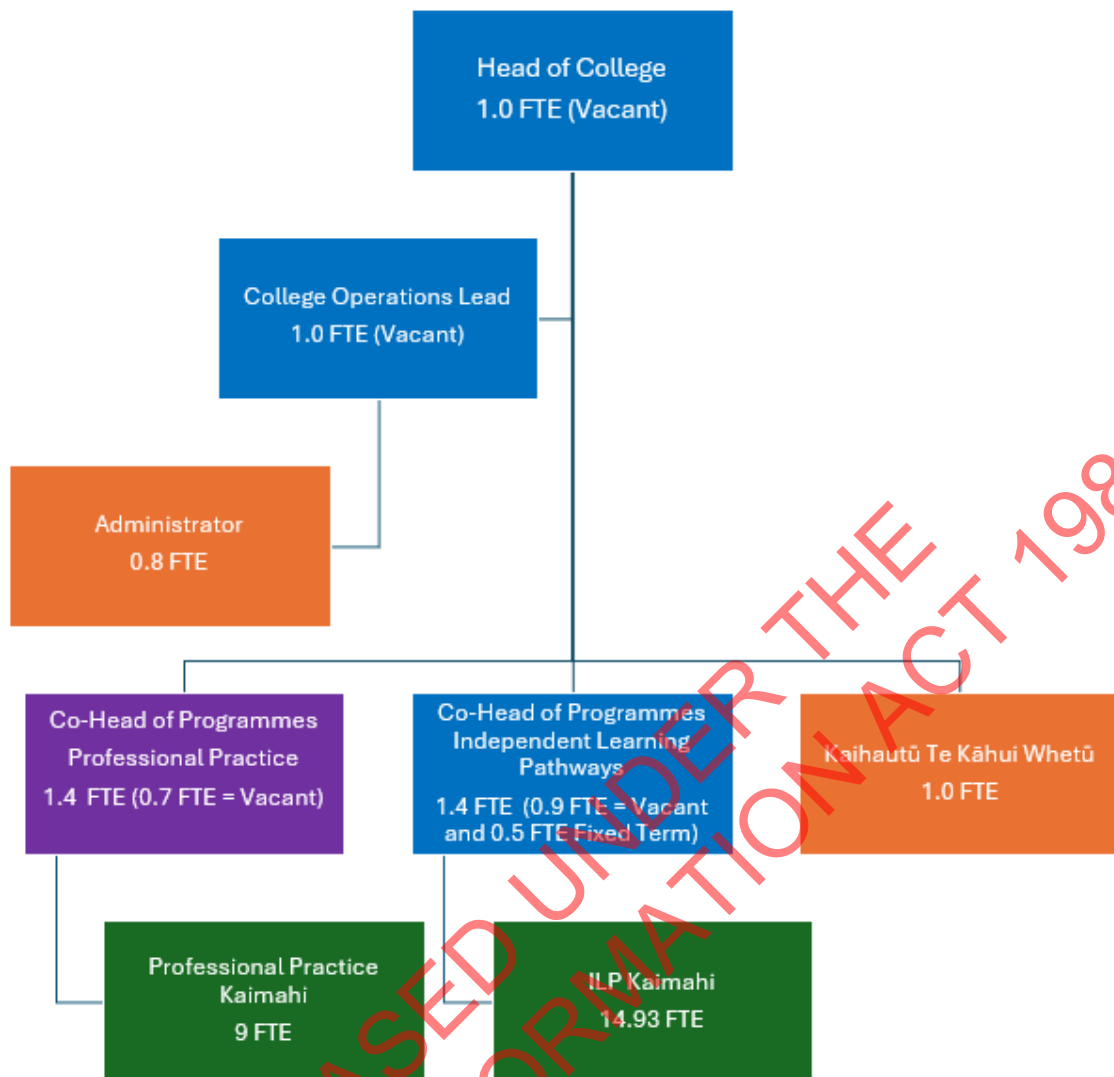 Head of College
1.0 FTE (Vacant)
College Operations Lead
1.0 FTE (Vacant)
Administrator
0.8 FTE
Co-Head of Programmes
Professional Practice
1.4 FTE (0.7 FTE = Vacant)
Co-Head of Programmes
Independent Learning
Pathways
1.4 FTE (0.9 FTE = Vacant
and 0.5 FTE Fixed Term)
Kaihautū Te Kāhui Whetū
1.0 FTE
Professional Practice
Kaimahi
9 FTE
ILP Kaimahi
14.93 FTE
UNDER THE
ACT